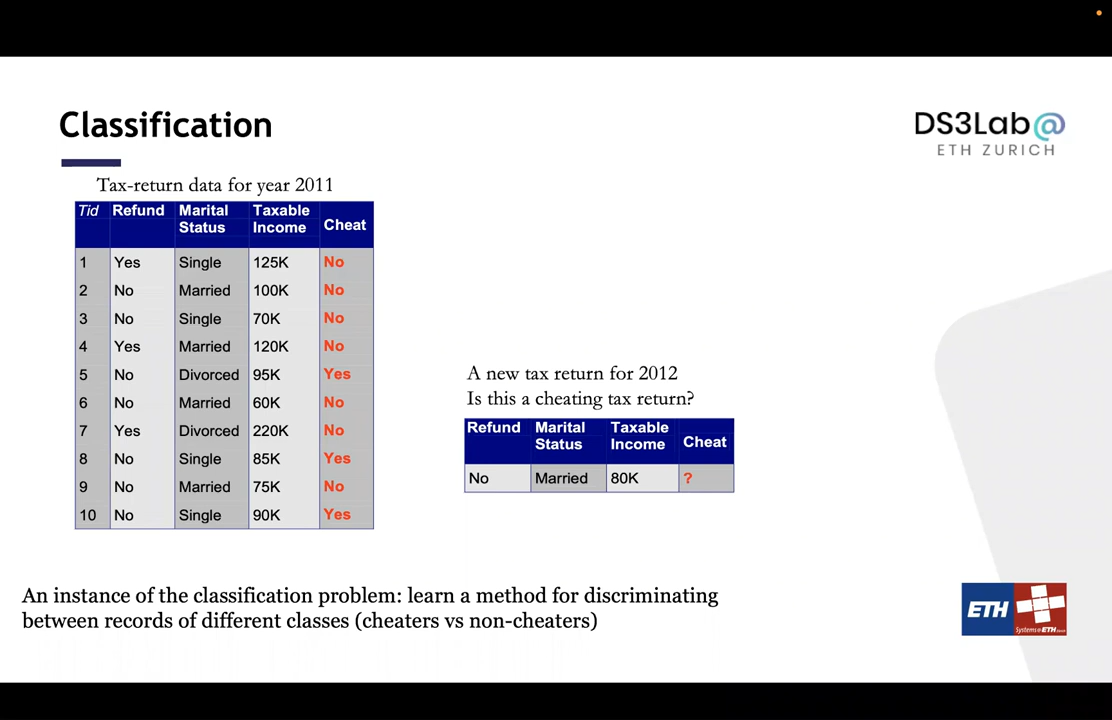 Classification
DS3Lab@
ETH ZURICH
Tax-return data for year 2011
Tid Refund Marital Status Taxable Income Cheat
1 Yes Single 125K No
2 No Married 100K No
3 No Single 70K No
4 Yes Married 120K No
5 No Divorced 95K Yes
6 No Married 60K No
7 Yes Divorced 220K No
8 No Single 85K Yes
9 No Married 75K No
10 No Single 90K Yes
A new tax return for 2012
Is this a cheating tax return?
Refund Marital Status Taxable Income Cheat
No Married 80K ?
An instance of the classification problem: learn a method for discriminating
between records of different classes (cheaters vs non-cheaters)
ETH
Systems@ETH